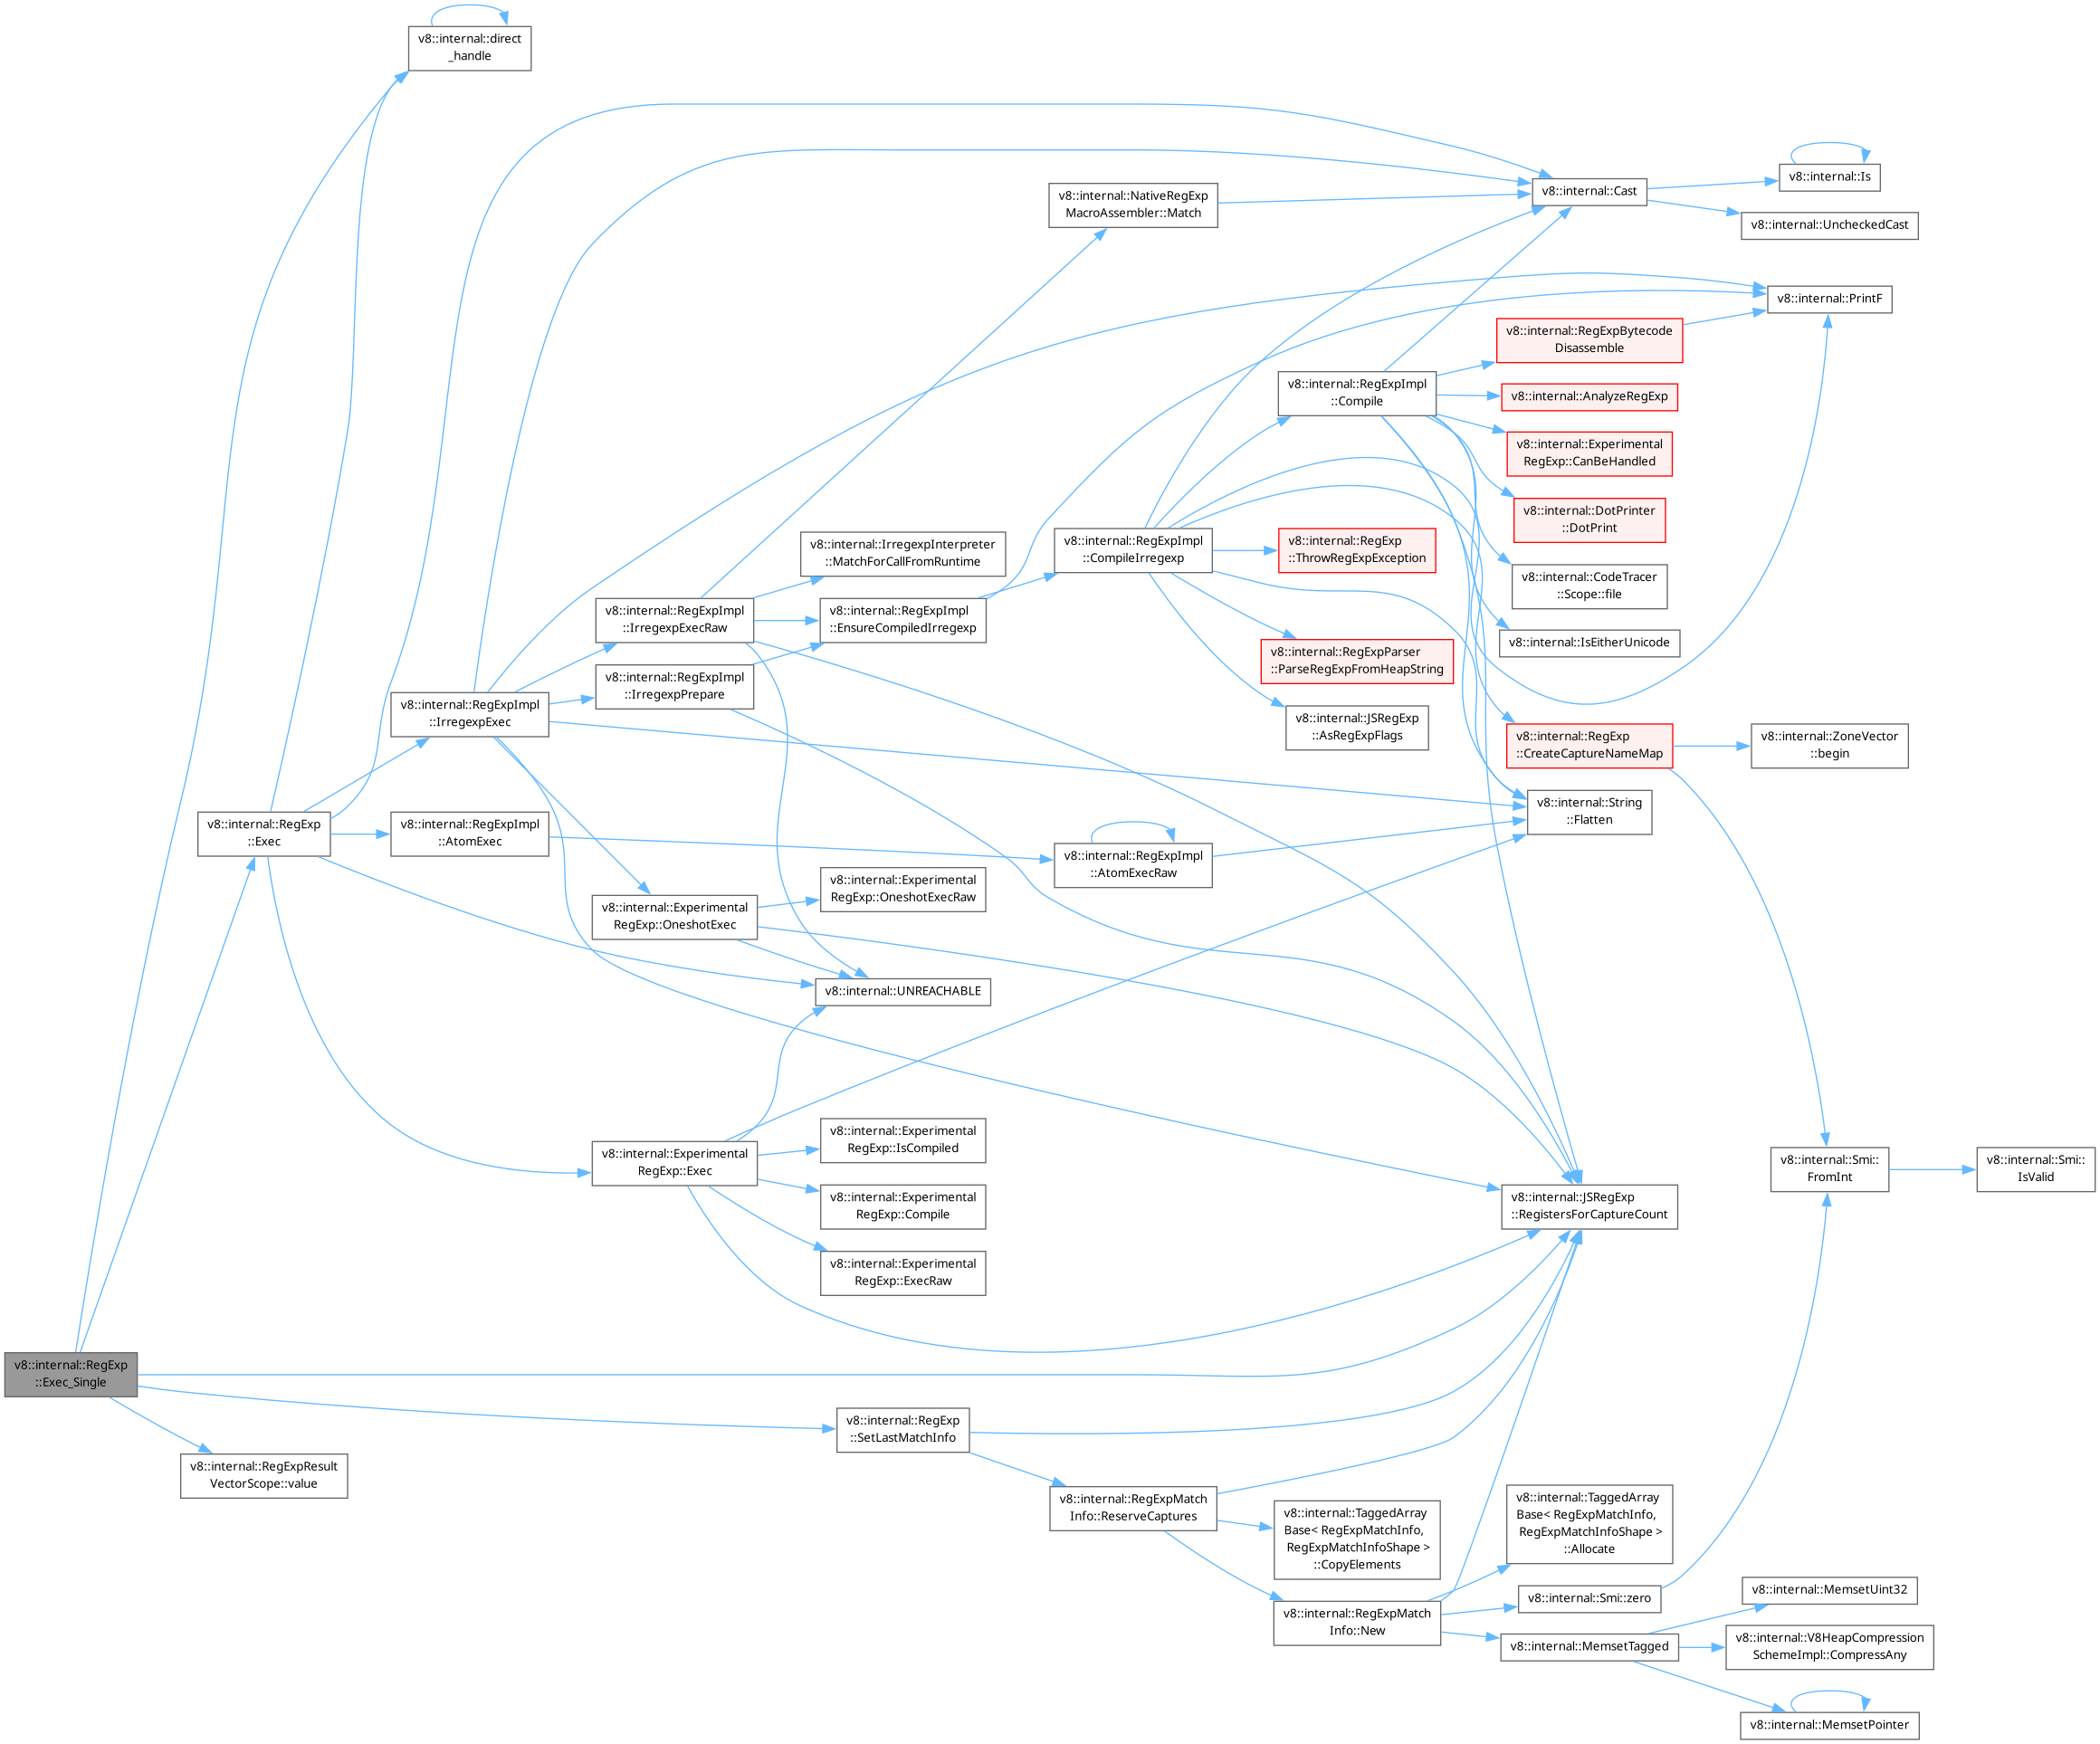 v8::internal::direct
_handle
v8::internal::NativeRegExp
MacroAssembler::Match
v8::internal::Cast
v8::internal::Is
v8::internal::UncheckedCast
v8::internal::PrintF
v8::internal::RegExpBytecode
Disassemble
v8::internal::RegExpImpl
::Compile
v8::internal::AnalyzeRegExp
v8::internal::Experimental
RegExp::CanBeHandled
v8::internal::DotPrinter
::DotPrint
v8::internal::IrregexpInterpreter
::MatchForCallFromRuntime
v8::internal::RegExpImpl
::CompileIrregexp
v8::internal::RegExp
::ThrowRegExpException
v8::internal::CodeTracer
::Scope::file
v8::internal::RegExpImpl
::IrregexpExecRaw
v8::internal::RegExpImpl
::EnsureCompiledIrregexp
v8::internal::IsEitherUnicode
v8::internal::RegExpParser
::ParseRegExpFromHeapString
v8::internal::RegExpImpl
::IrregexpPrepare
v8::internal::RegExpImpl
::IrregexpExec
v8::internal::JSRegExp
::AsRegExpFlags
v8::internal::RegExp
::CreateCaptureNameMap
v8::internal::ZoneVector
::begin
v8::internal::String
::Flatten
v8::internal::RegExp
::Exec
v8::internal::RegExpImpl
::AtomExec
v8::internal::RegExpImpl
::AtomExecRaw
v8::internal::Experimental
RegExp::OneshotExecRaw
v8::internal::Experimental
RegExp::OneshotExec
v8::internal::UNREACHABLE
v8::internal::Experimental
RegExp::IsCompiled
v8::internal::Experimental
RegExp::Exec
v8::internal::Experimental
RegExp::Compile
v8::internal::Experimental
RegExp::ExecRaw
v8::internal::JSRegExp
::RegistersForCaptureCount
v8::internal::Smi::
FromInt
v8::internal::Smi::
IsValid
v8::internal::RegExp
::Exec_Single
v8::internal::RegExp
::SetLastMatchInfo
v8::internal::RegExpResult
VectorScope::value
v8::internal::RegExpMatch
Info::ReserveCaptures
v8::internal::TaggedArray
Base< RegExpMatchInfo,
RegExpMatchInfoShape >
::CopyElements
v8::internal::TaggedArray
Base< RegExpMatchInfo,
RegExpMatchInfoShape >
::Allocate
v8::internal::RegExpMatch
Info::New
v8::internal::Smi::zero
v8::internal::MemsetTagged
v8::internal::MemsetUint32
v8::internal::V8HeapCompression
SchemeImpl::CompressAny
v8::internal::MemsetPointer